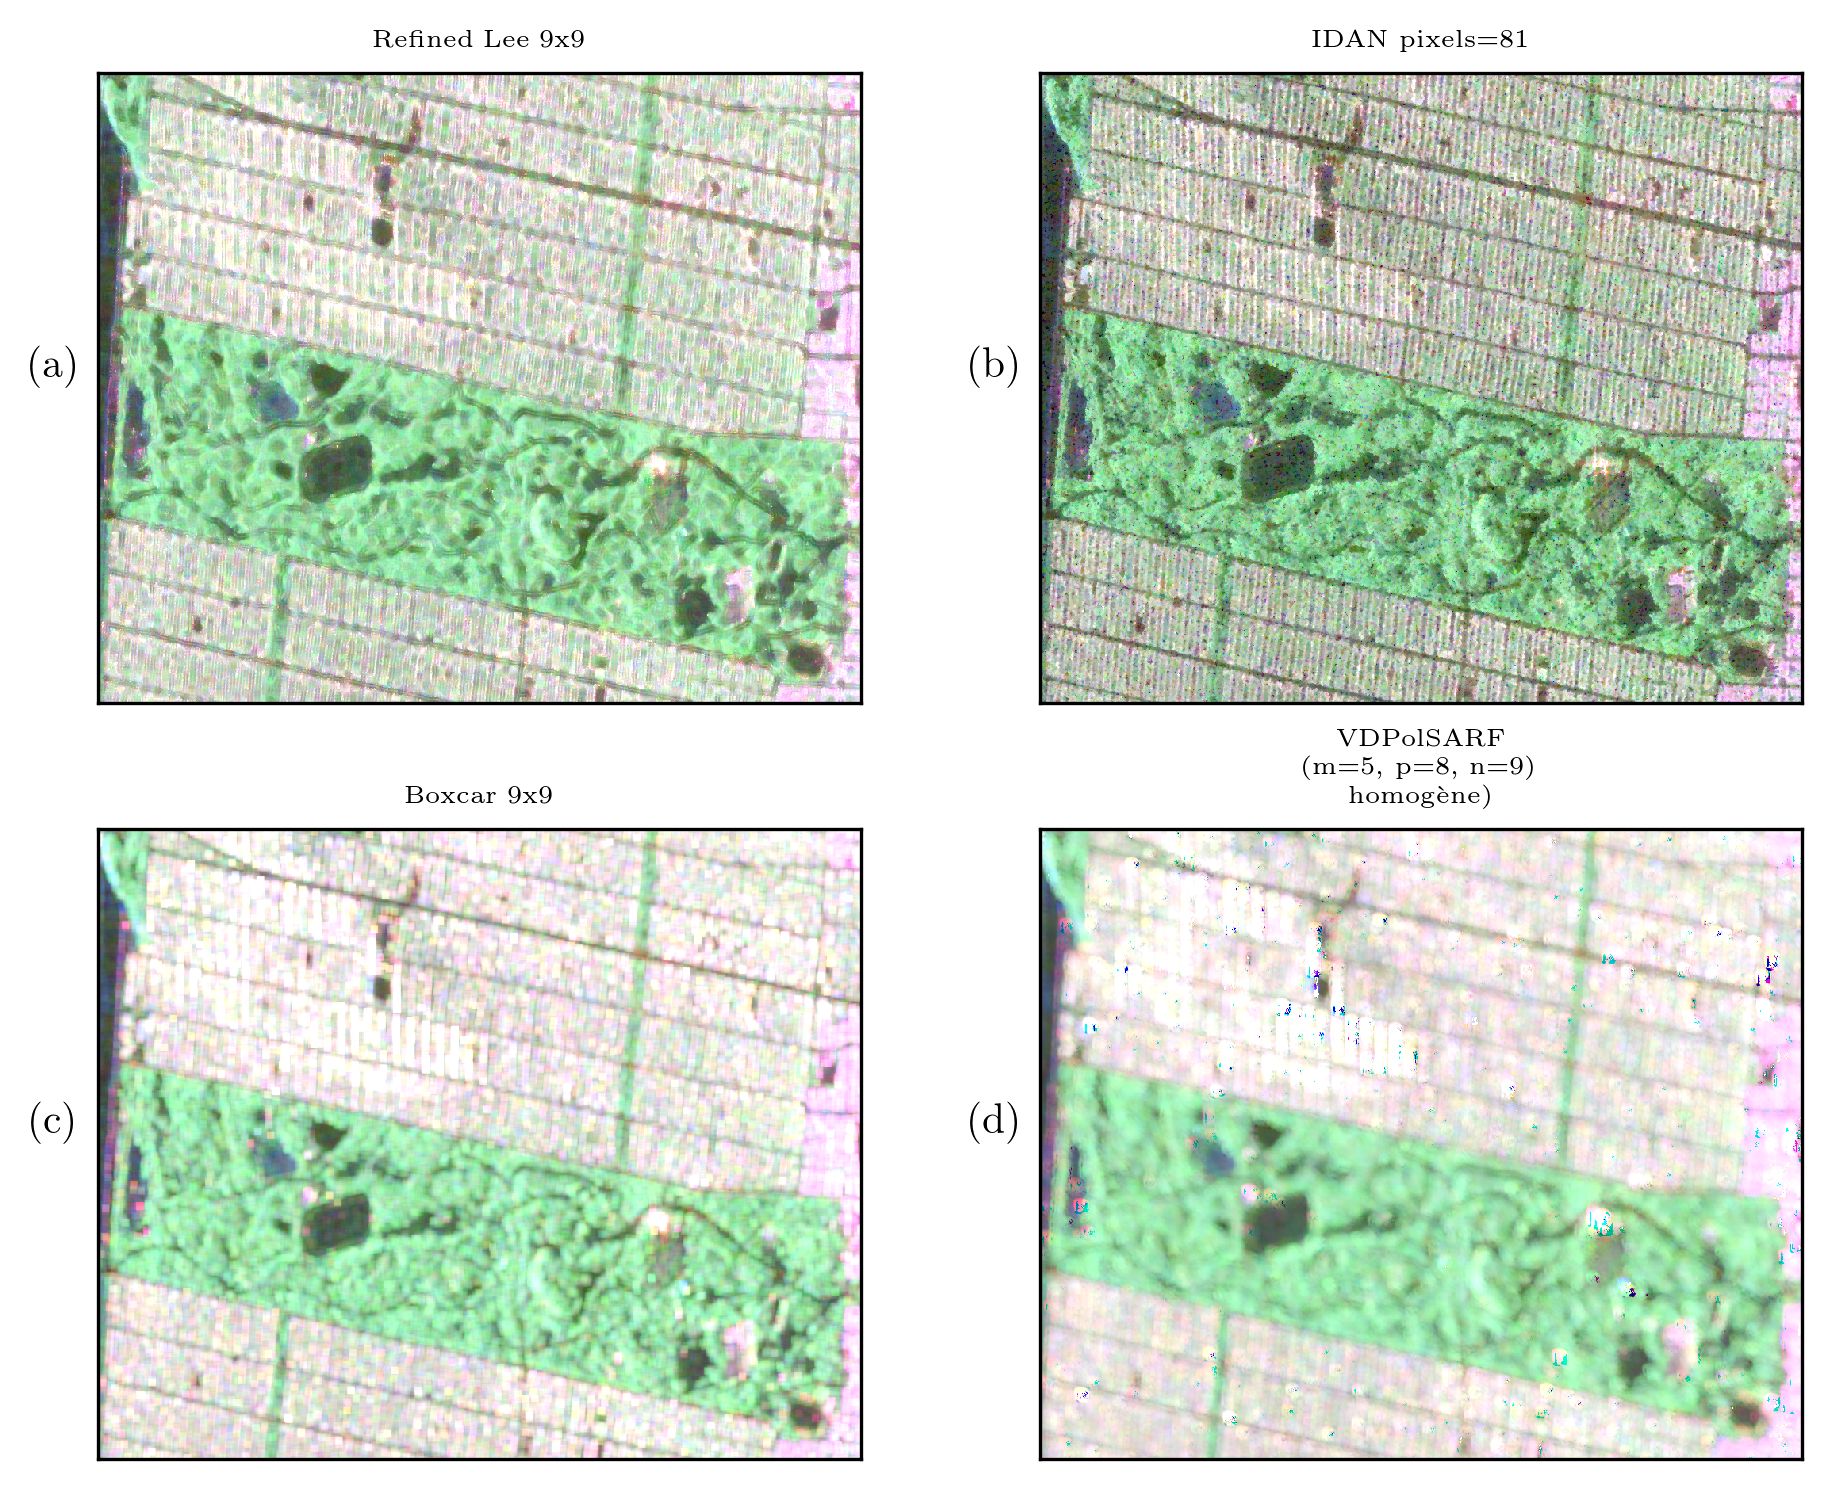 Refined Lee 9x9
IDAN pixels=81
(a)
(b)
Boxcar 9x9
VDPolSARF
(m=5, p=8, n=9)
homogène)
(c)
(d)